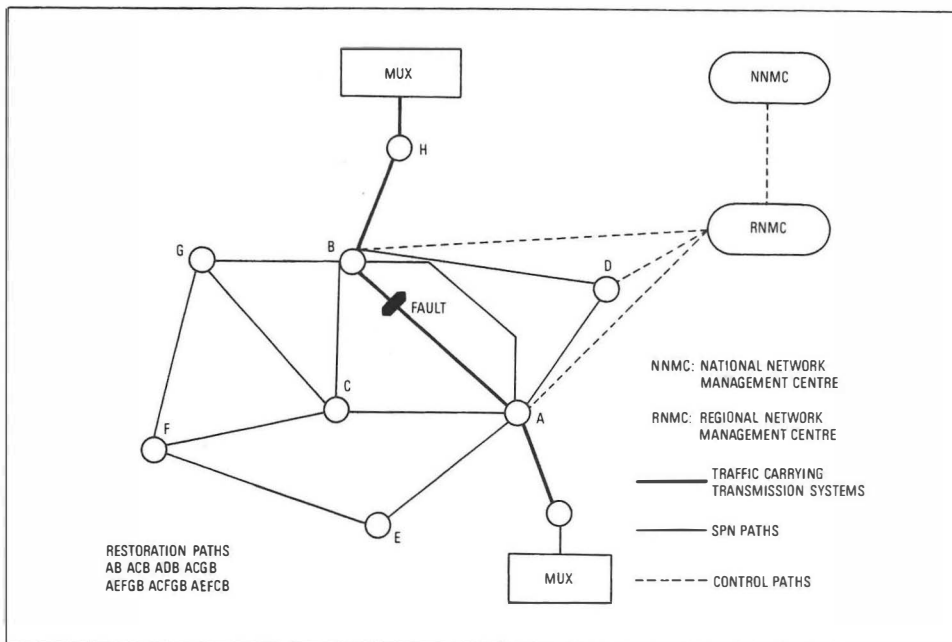 MUX
NNMC
H
RNMC
G
B
D
FAULT
NNMC: NATIONAL NETWORK
MANAGEMENT CENTRE
C
A
RNMC: REGIONAL NETWORK
MANAGEMENT CENTRE
F
TRAFFIC CARRYING
TRANSMISSION SYSTEMS
E
SPN PATHS
RESTORATION PATHS
AB ACB ADB ACGB
AEFGB ACFGB AEFCB
MUX
CONTROL PATHS